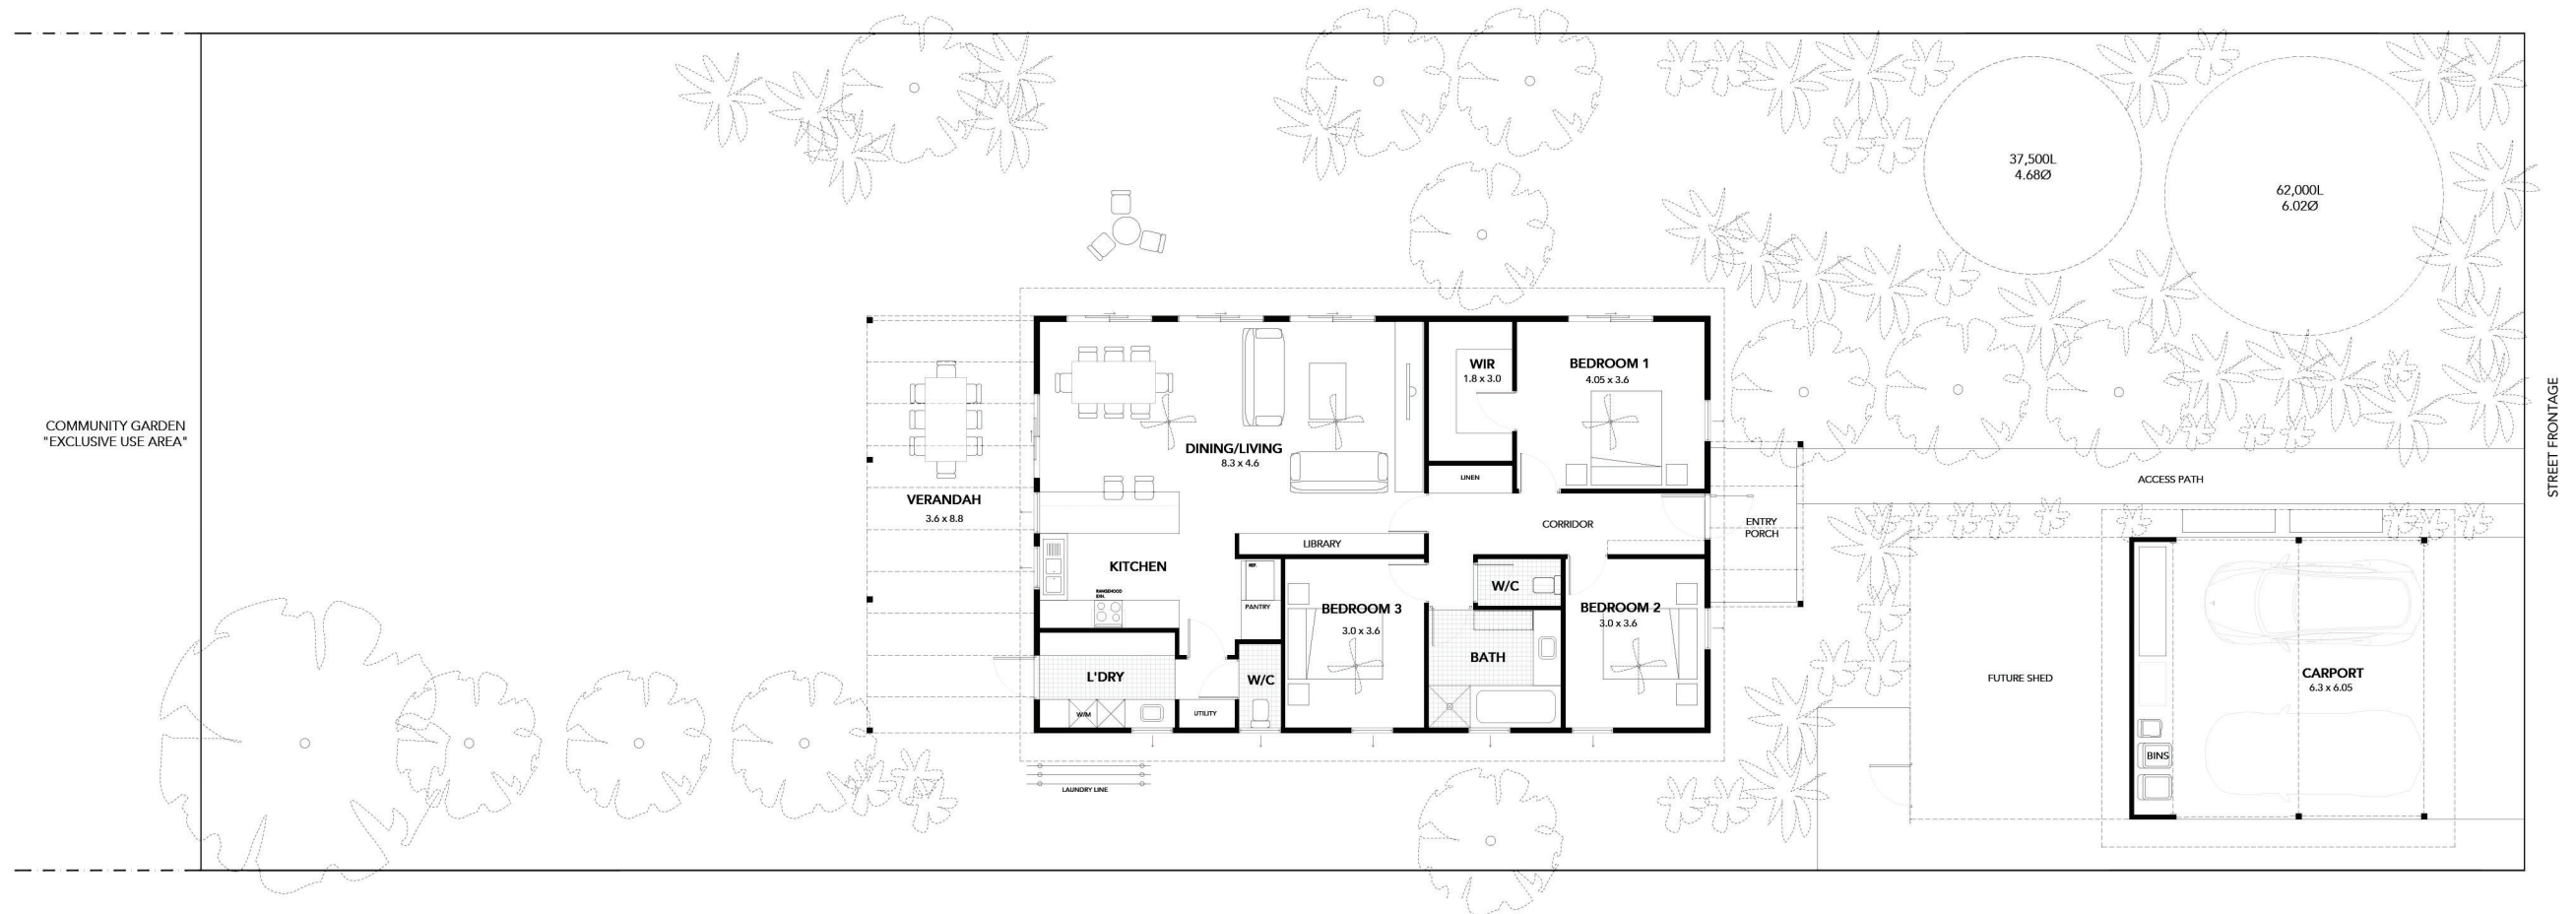 COMMUNITY GARDEN
"EXCLUSIVE USE AREA"
VERANDAH
3.6 x 8.8
DINING/LIVING
8.3 x 4.6
KITCHEN
RANGEHOOD
EXH.
L'DRY
W/M
UTILITY
LAUNDRY LINE
W/C
REF.
PANTRY
LIBRARY
BEDROOM 3
3.0 x 3.6
WIR
1.8 x 3.0
LINEN
BEDROOM 1
4.05 x 3.6
CORRIDOR
W/C
BATH
BEDROOM 2
3.0 x 3.6
ENTRY
PORCH
37,500L
4.68Ø
62,000L
6.02Ø
ACCESS PATH
FUTURE SHED
CARPORT
6.3 x 6.05
BINS
STREET FRONTAGE